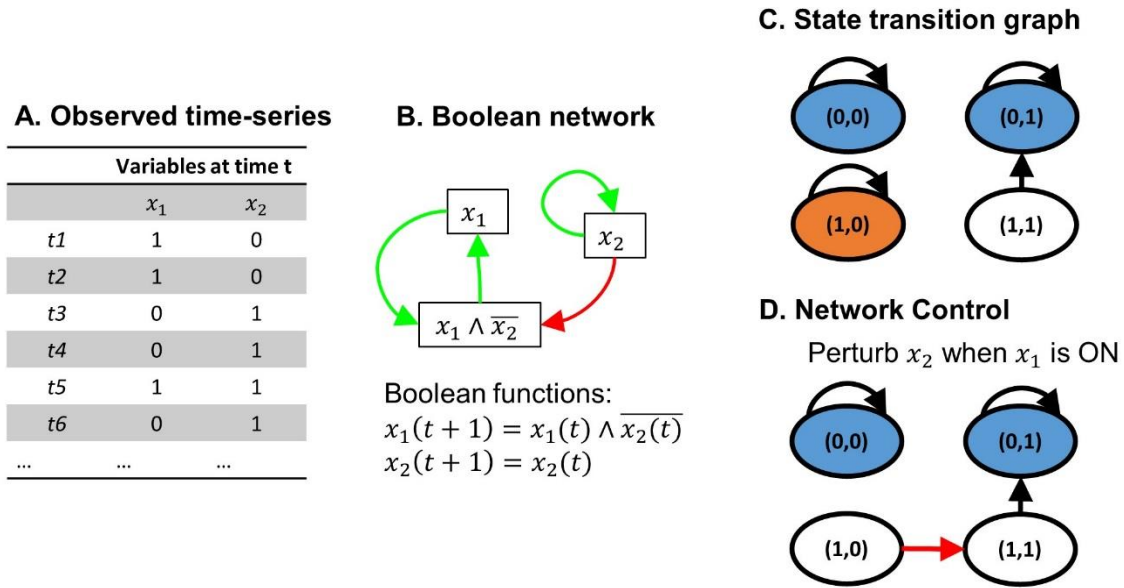 A. Observed time-series
Variables at time t
x₁ x₂
t1 1 0
t2 1 0
t3 0 1
t4 0 1
t5 1 1
t6 0 1
... ... ...
B. Boolean network
x₁
x₂
x₁ ∧ x̅₂
Boolean functions:
x₁(t + 1) = x₁(t) ∧ \overline{x₂(t)}
x₂(t + 1) = x₂(t)
C. State transition graph
(0,0) (0,1)
(1,0) (1,1)
D. Network Control
Perturb x₂ when x₁ is ON
(0,0) (0,1)
(1,0) (1,1)